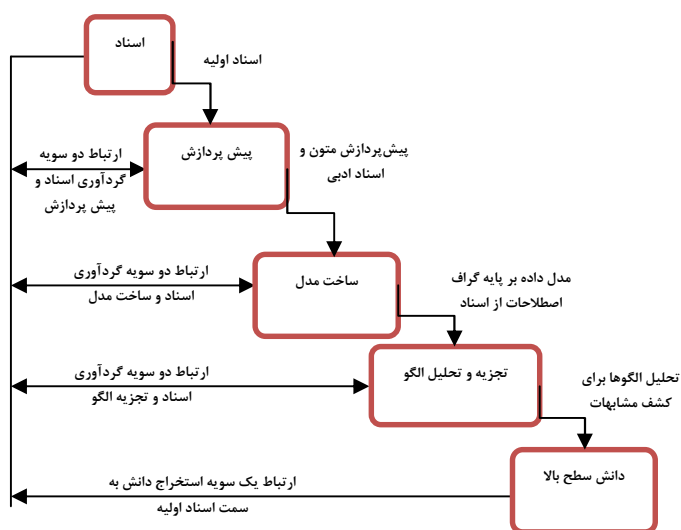 اسناد
اسناد اولیه
پیش پردازش
پیش‌پردازش متون و
اسناد ادبی
ارتباط دو سویه
گردآوری اسناد و
پیش پردازش
ساخت مدل
مدل داده بر پایه گراف
اصطلاحات از اسناد
ارتباط دو سویه گردآوری
اسناد و ساخت مدل
تجزیه و تحلیل الگو
تحلیل الگوها برای
کشف مشابهات
ارتباط دو سویه گردآوری
اسناد و تجزیه الگو
دانش سطح بالا
ارتباط یک سویه استخراج دانش به
سمت اسناد اولیه